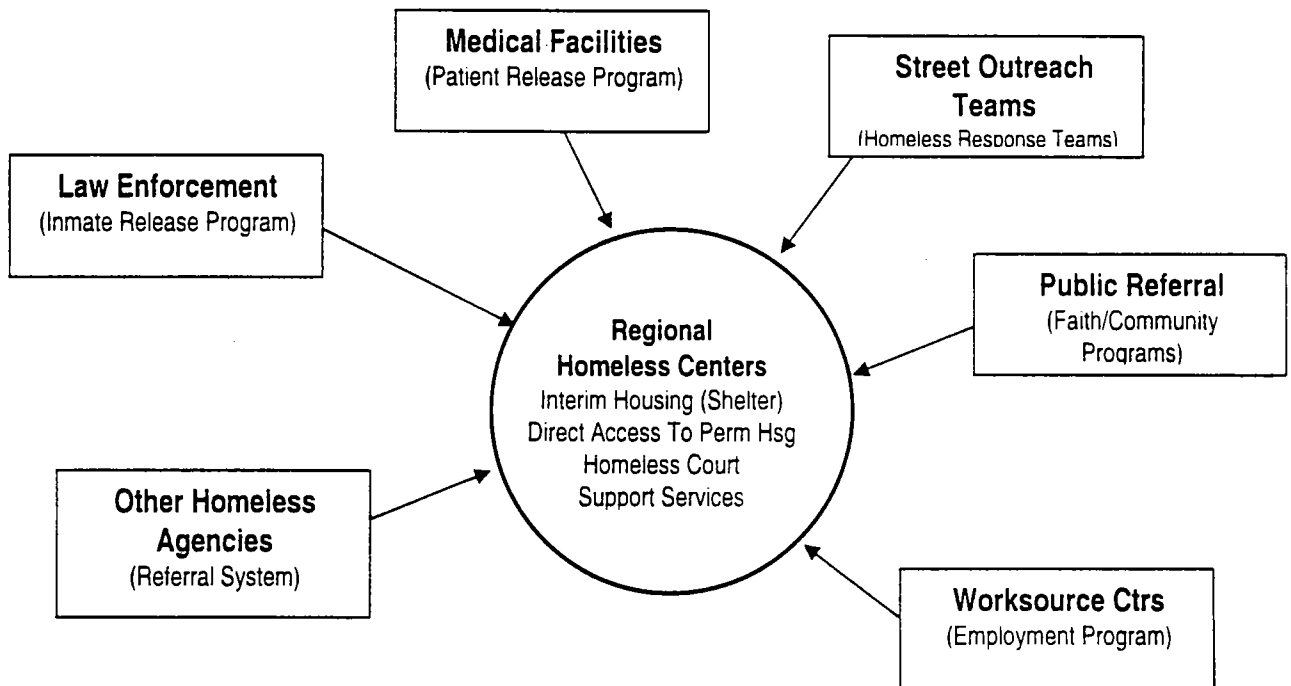 Medical Facilities
(Patient Release Program)
Street Outreach
Teams
(Homeless Response Teams)
Law Enforcement
(Inmate Release Program)
Public Referral
(Faith/Community
Programs)
Regional
Homeless Centers
Interim Housing (Shelter)
Direct Access To Perm Hsg
Homeless Court
Support Services
Other Homeless
Agencies
(Referral System)
Worksource Ctrs
(Employment Program)